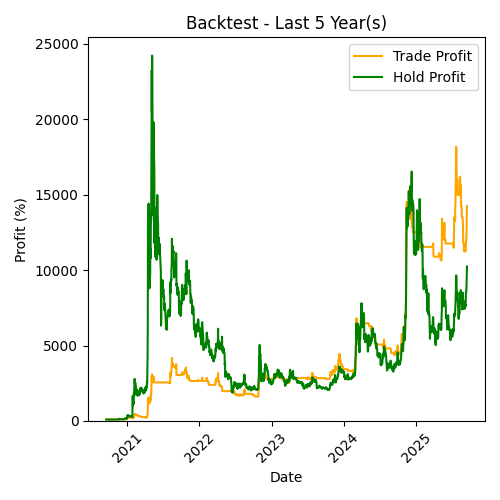 Backtest - Last 5 Year(s)
Trade Profit
Hold Profit
25000
20000
15000
10000
5000
0
Profit (%)
2021
2022
2023
2024
2025
Date